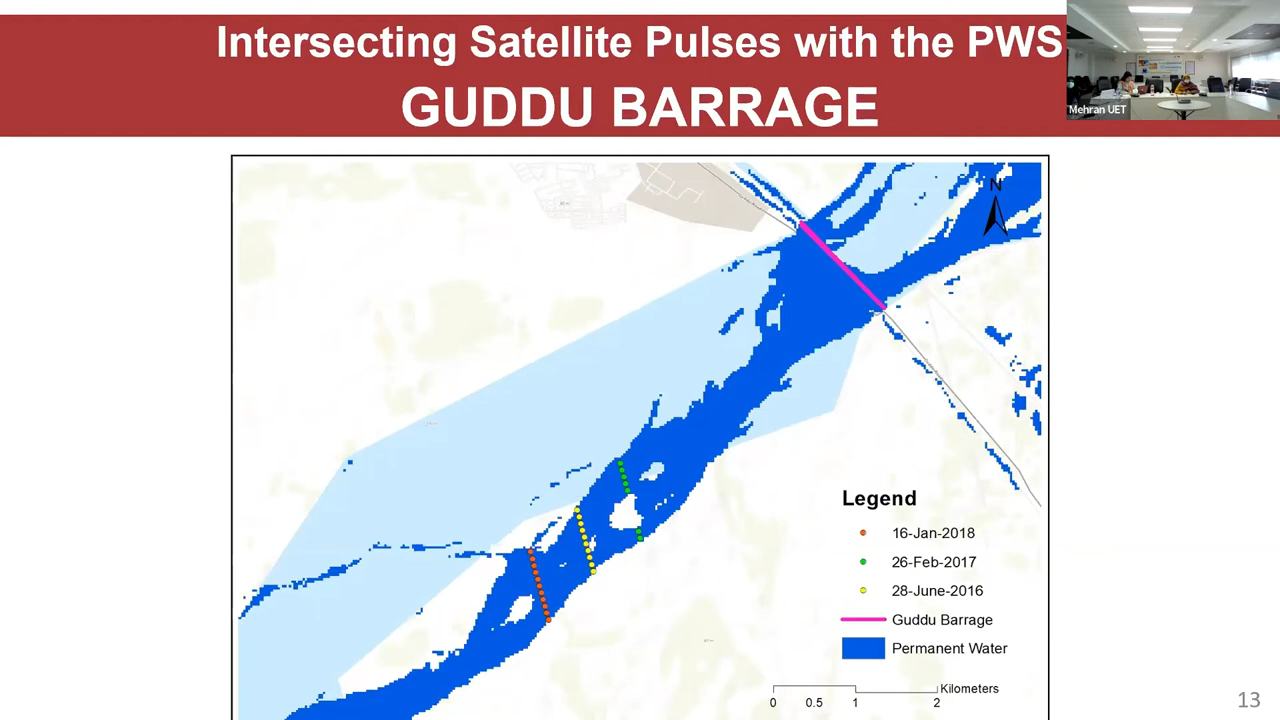 Intersecting Satellite Pulses with the PWS
GUDDU BARRAGE
Mehran UET
N
Legend
16-Jan-2018
26-Feb-2017
28-June-2016
Guddu Barrage
Permanent Water
Kilometers
0 0.5 1 2
13